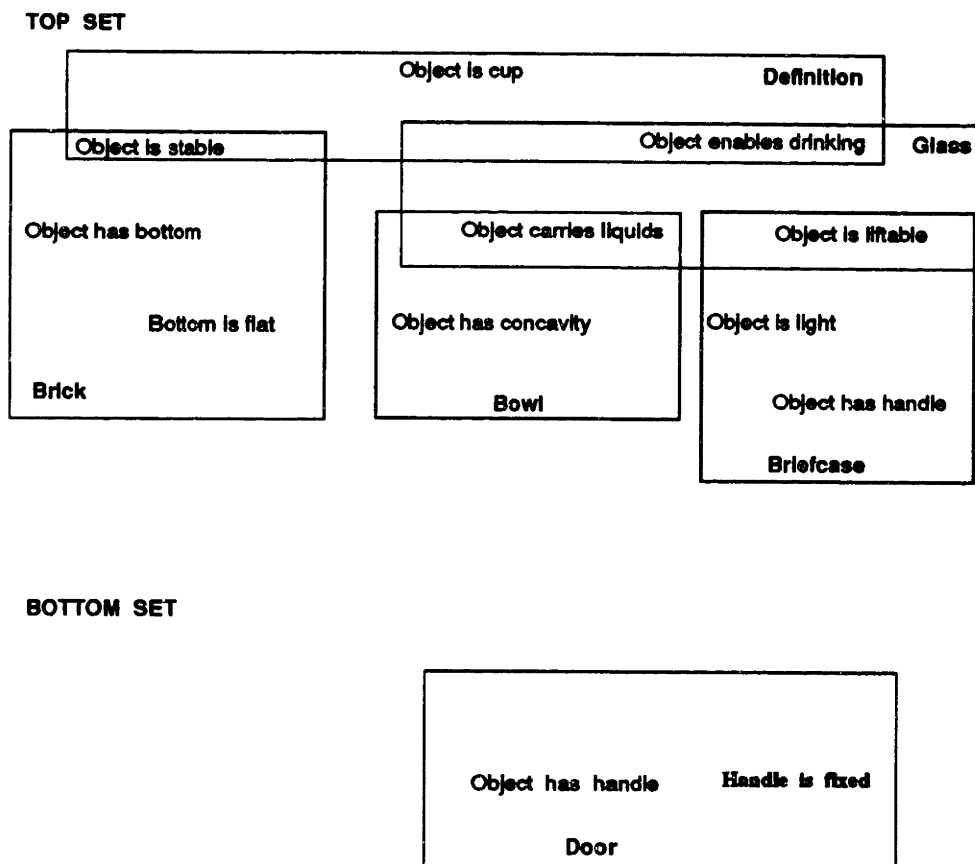 TOP SET
Object is cup
Definition
Object is stable
Object enables drinking
Glass
Object has bottom
Object carries liquids
Object is liftable
Bottom is flat
Object has concavity
Object is light
Brick
Bowl
Object has handle
Briefcase
BOTTOM SET
Object has handle
Handle is fixed
Door